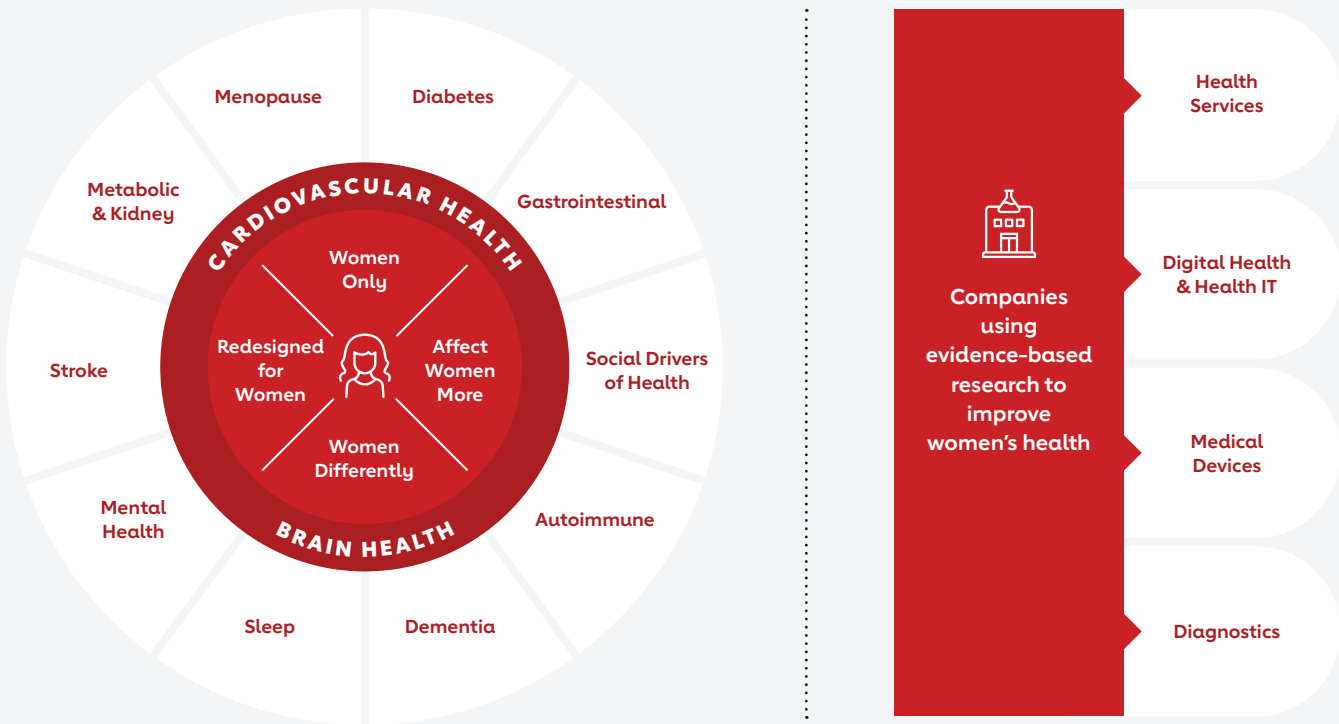 Menopause
Diabetes
Gastrointestinal
Social Drivers
of Health
Autoimmune
Dementia
Sleep
Mental
Health
Stroke
Metabolic
& Kidney
CARDIOVASCULAR HEALTH
BRAIN HEALTH
Women
Only
Affect
Women
More
Women
Differently
Redesigned
for
Women
Companies
using
evidence-based
research to
improve
women's health
Health
Services
Digital Health
& Health IT
Medical
Devices
Diagnostics